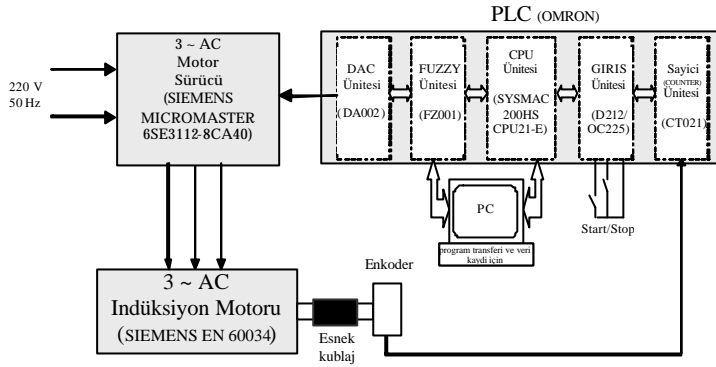 PLC (OMRON)
220 V
50 Hz
3 ~ AC
Motor
Sürücü
(SIEMENS
MICROMASTER
6SE3112-8CA40)
DAC
Ünitesi
(DA002)
FUZZY
Ünitesi
(FZ001)
CPU
Ünitesi
(SYSMAC
200HS
CPU21-E)
GIRIS
Ünitesi
(D212/
OC225)
Sayici
(COUNTER)
Ünitesi
(CT021)
PC
program transferi ve veri
kaydi için
Start/Stop
3 ~ AC
Indüksiyon Motoru
(SIEMENS EN 60034)
Esnek
kublaj
Enkoder